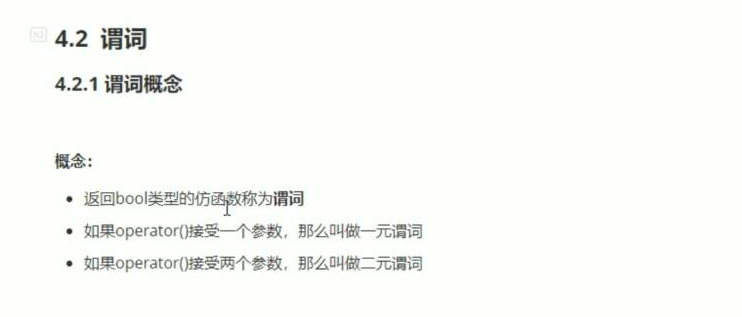 4.2 谓词
4.2.1 谓词概念
概念：
返回bool类型的仿函数称为谓词
如果operator()接受一个参数，那么叫做一元谓词
如果operator()接受两个参数，那么叫做二元谓词